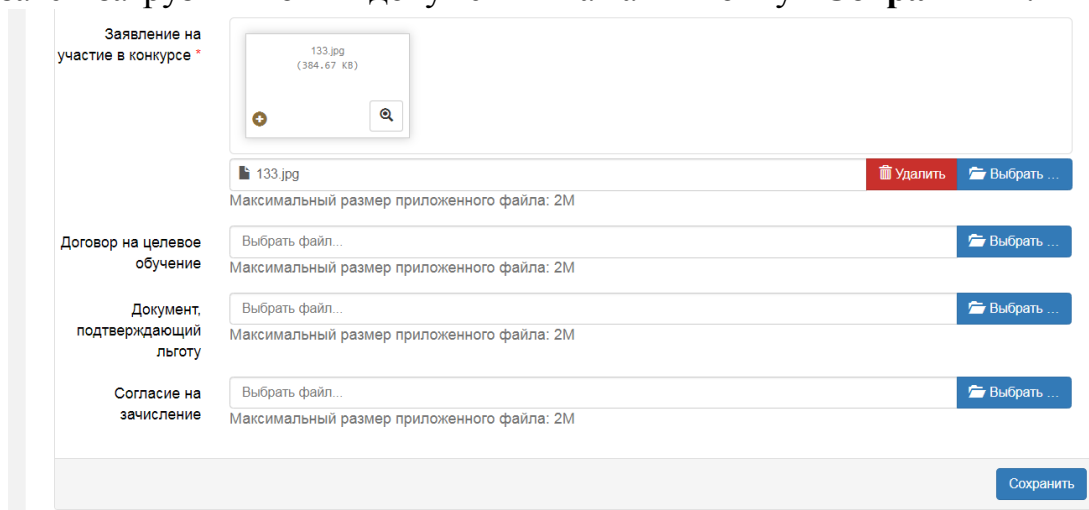 Заявление на
участие в конкурсе *
133.jpg
(384.67 KB)
133.jpg
Удалить
Выбрать ...
Максимальный размер приложенного файла: 2M
Договор на целевое
обучение
Выбрать файл...
Выбрать ...
Максимальный размер приложенного файла: 2M
Документ,
подтверждающий
льготу
Выбрать файл...
Выбрать ...
Максимальный размер приложенного файла: 2M
Согласие на
зачисление
Выбрать файл...
Выбрать ...
Максимальный размер приложенного файла: 2M
Сохранить